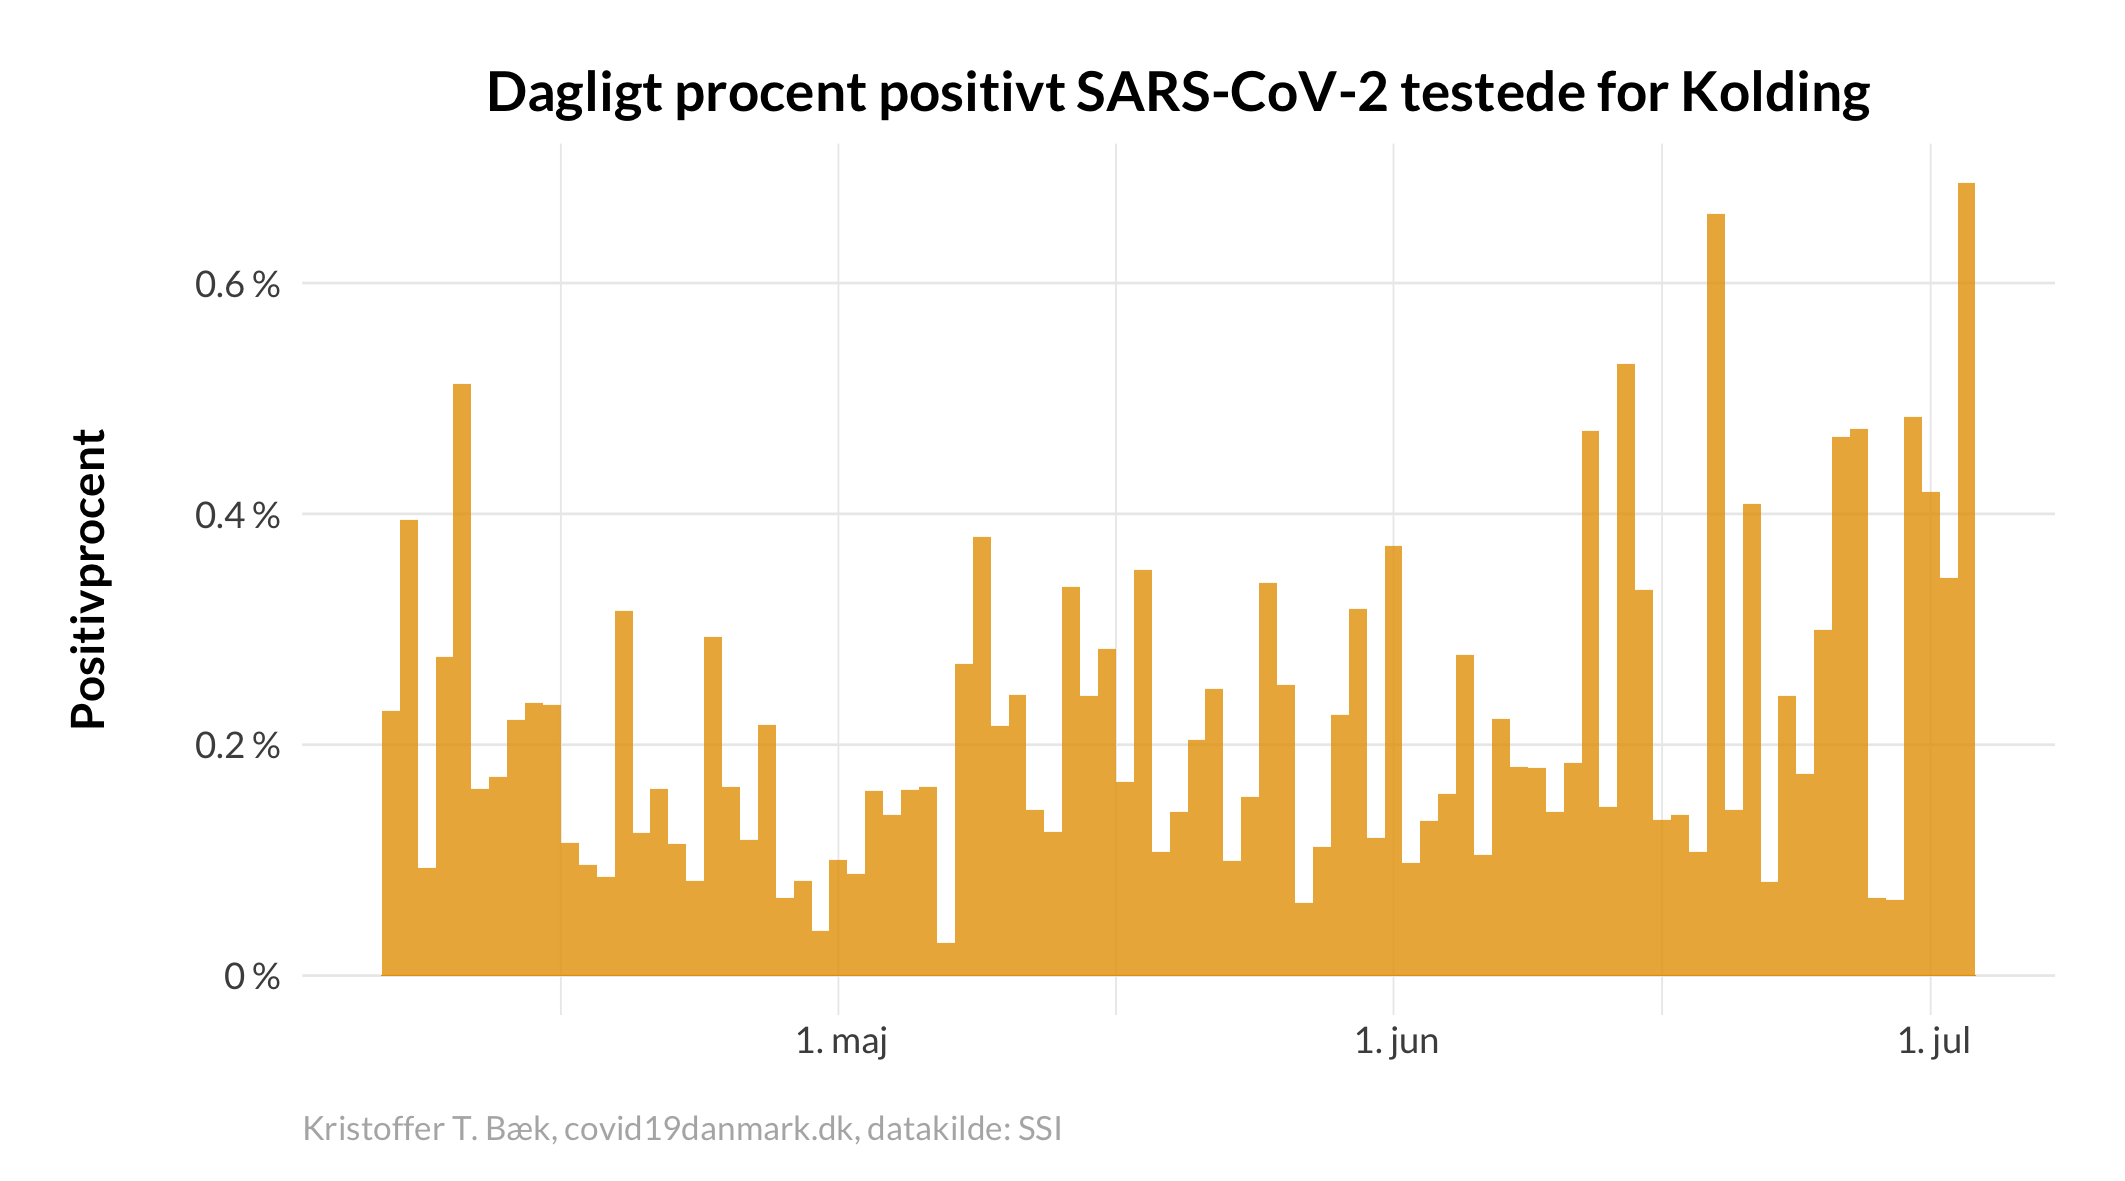 Dagligt procent positivt SARS-CoV-2 testede for Kolding
Positivprocent
0.6 %
0.4 %
0.2 %
0 %
1. maj
1. jun
1. jul
Kristoffer T. Bæk, covid19danmark.dk, datakilde: SSI